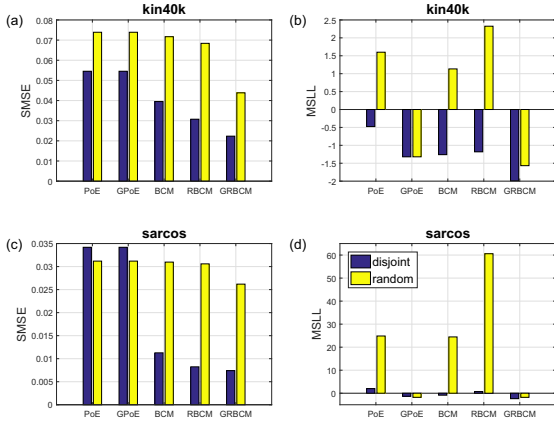 (a)
kin40k
0.08
0.07
0.06
0.05
0.04
0.03
0.02
0.01
0
SMSE
PoE GPoE BCM RBCM GRBCM
(b)
kin40k
2.5
2
1.5
1
0.5
0
-0.5
-1
-1.5
-2
MSLL
PoE GPoE BCM RBCM GRBCM
(c)
sarcos
0.035
0.03
0.025
0.02
0.015
0.01
0.005
0
SMSE
PoE GPoE BCM RBCM GRBCM
(d)
sarcos
60
50
40
30
20
10
0
MSLL
disjoint
random
PoE GPoE BCM RBCM GRBCM